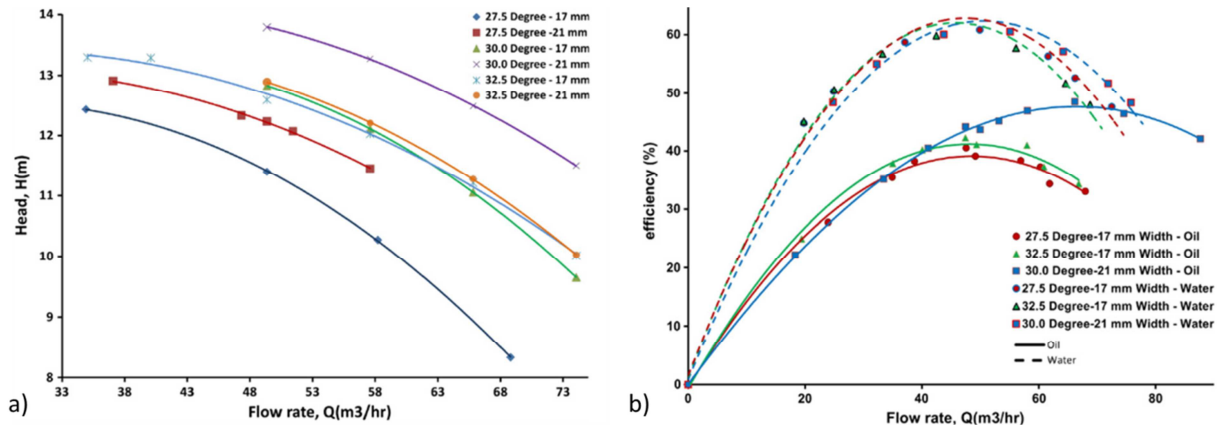 14
13
12
11
10
9
8
33
38
43
48
53
58
63
68
73
Head, H(m)
Flow rate, Q(m3/hr)
27.5 Degree - 17 mm
27.5 Degree -21 mm
30.0 Degree - 17 mm
30.0 Degree - 21 mm
32.5 Degree - 17 mm
32.5 Degree - 21 mm
a)
60
50
40
30
20
10
0
0
20
40
60
80
efficiency (%)
Flow rate, Q(m3/hr)
27.5 Degree-17 mm Width - Oil
32.5 Degree-17 mm Width - Oil
30.0 Degree-21 mm Width - Oil
27.5 Degree-17 mm Width - Water
32.5 Degree-17 mm Width - Water
30.0 Degree-21 mm Width - Water
Oil
Water
b)